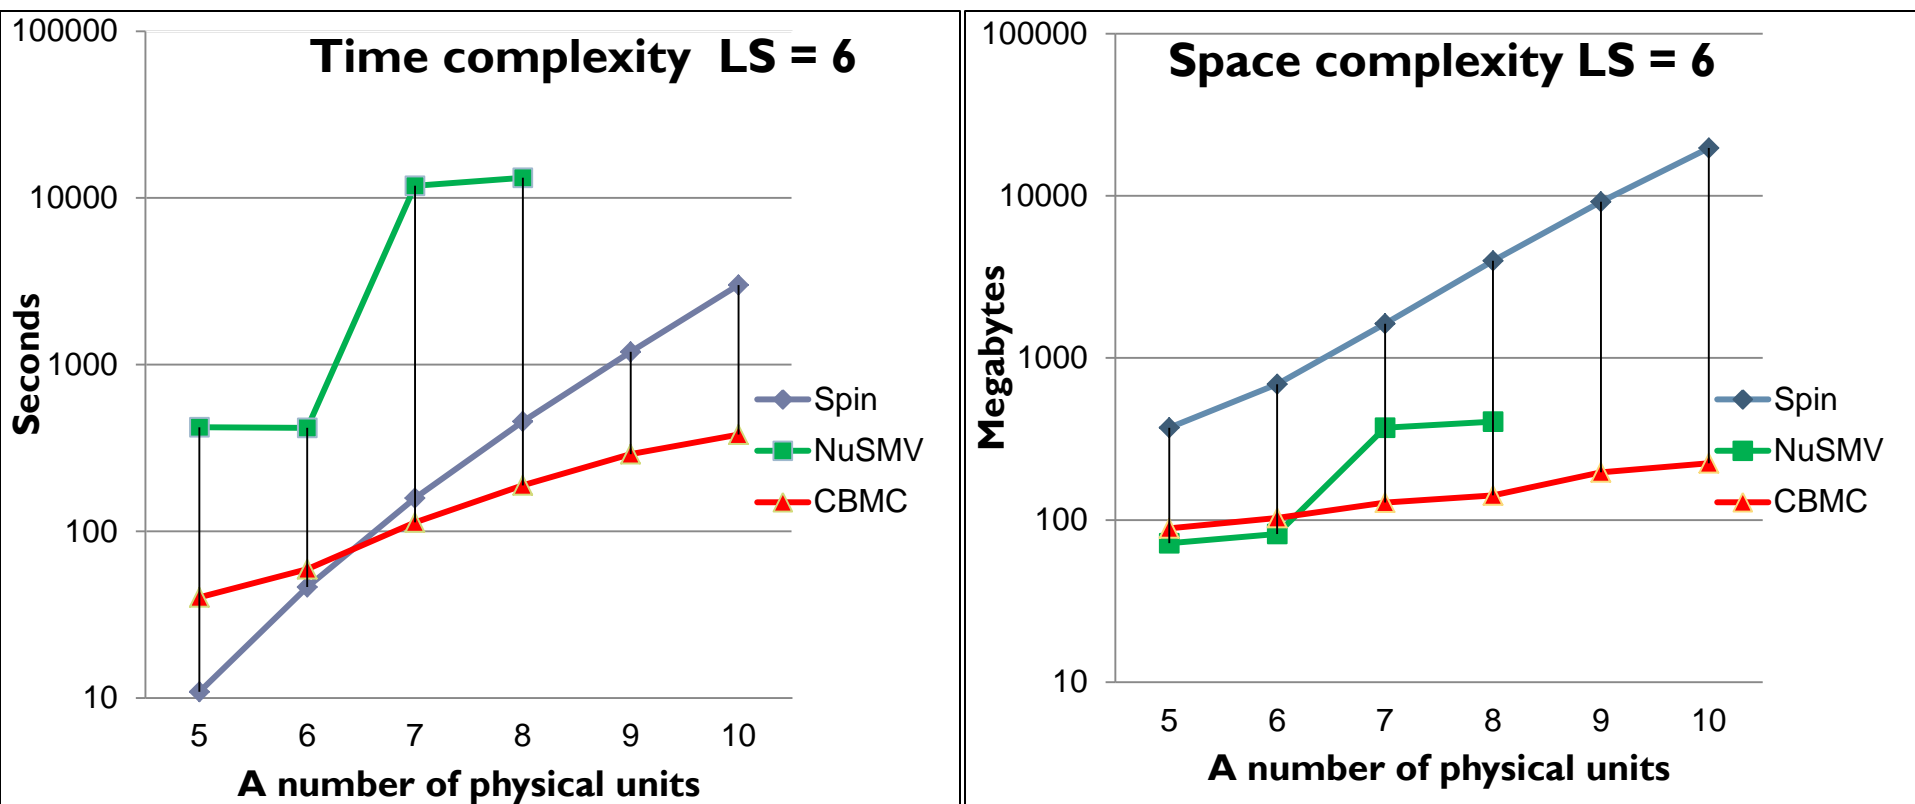 Time complexity  LS = 6
100000
10000
1000
100
10
Seconds
5 6 7 8 9 10
A number of physical units
Spin
NuSMV
CBMC
Space complexity LS = 6
100000
10000
1000
100
10
Megabytes
5 6 7 8 9 10
A number of physical units
Spin
NuSMV
CBMC